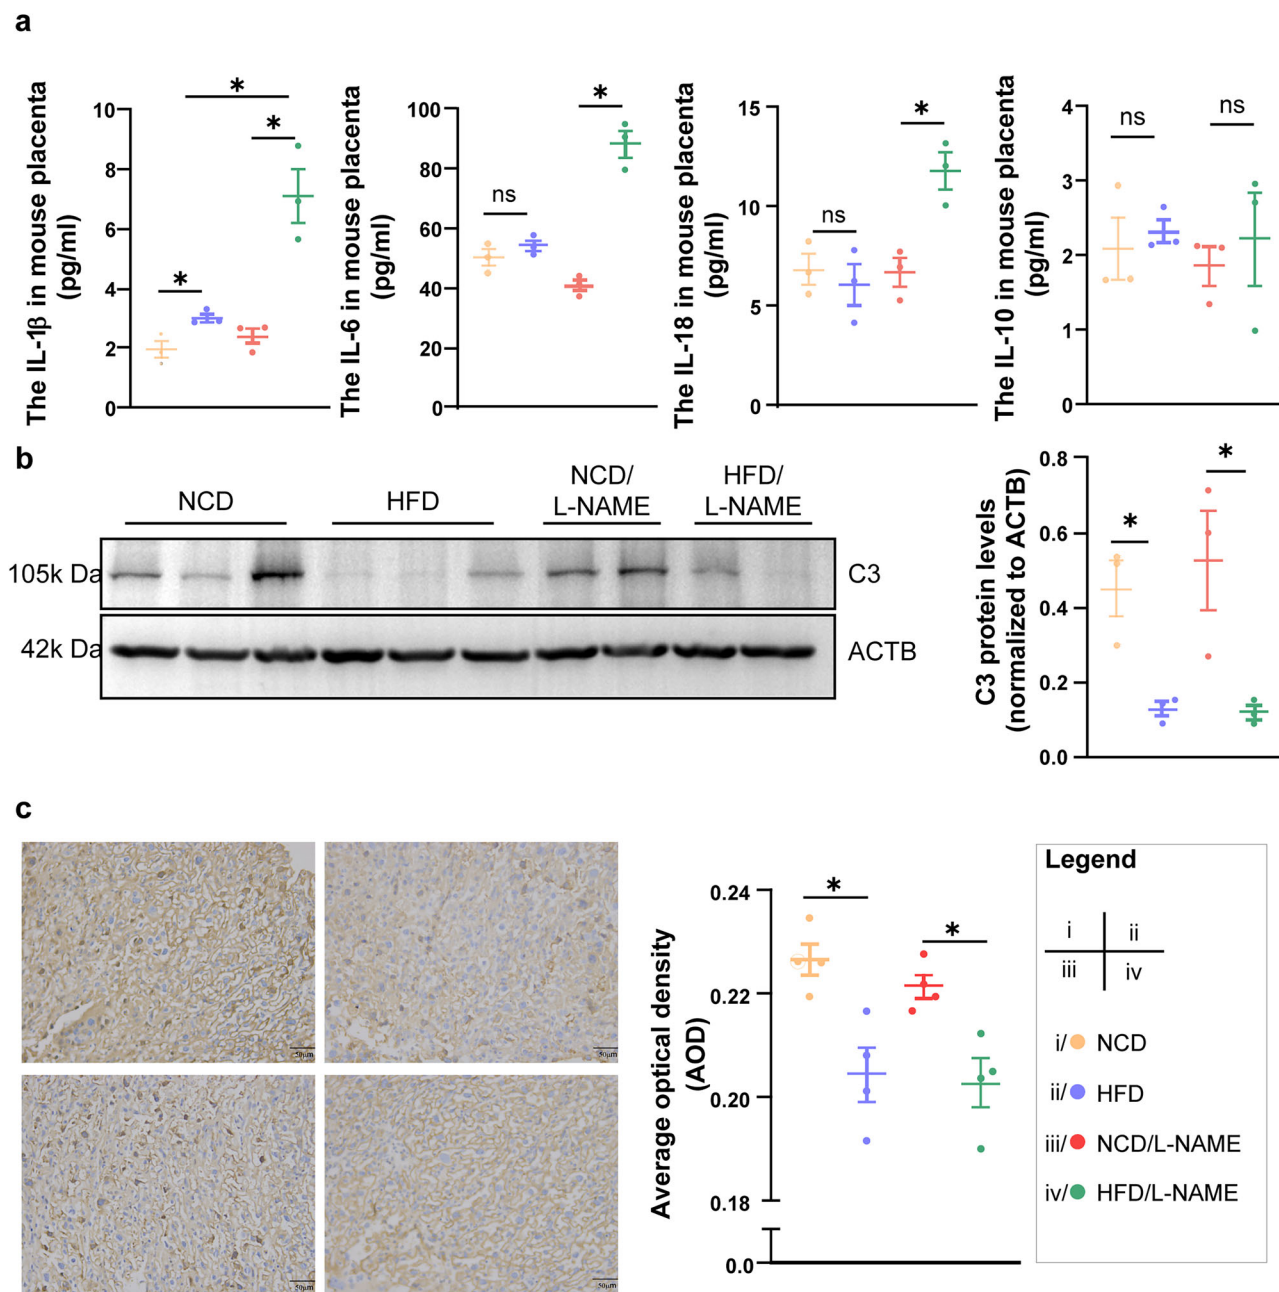 a
The IL-1β in mouse placenta
(pg/ml)
10
8
6
4
2
0
*
*
*
The IL-6 in mouse placenta
(pg/ml)
100
80
60
40
20
0
ns
*
The IL-18 in mouse placenta
(pg/ml)
15
10
5
0
ns
*
The IL-10 in mouse placenta
(pg/ml)
4
3
2
1
0
ns
ns
b
NCD
HFD
NCD/
L-NAME
HFD/
L-NAME
105k Da
C3
42k Da
ACTB
C3 protein levels
(normalized to ACTB)
0.8
0.6
0.4
0.2
0.0
*
*
c
50μm
50μm
50μm
50μm
Average optical density
(AOD)
0.24
0.22
0.20
0.18
0.0
*
*
Legend
i ii
iii iv
i/ NCD
ii/ HFD
iii/ NCD/L-NAME
iv/ HFD/L-NAME